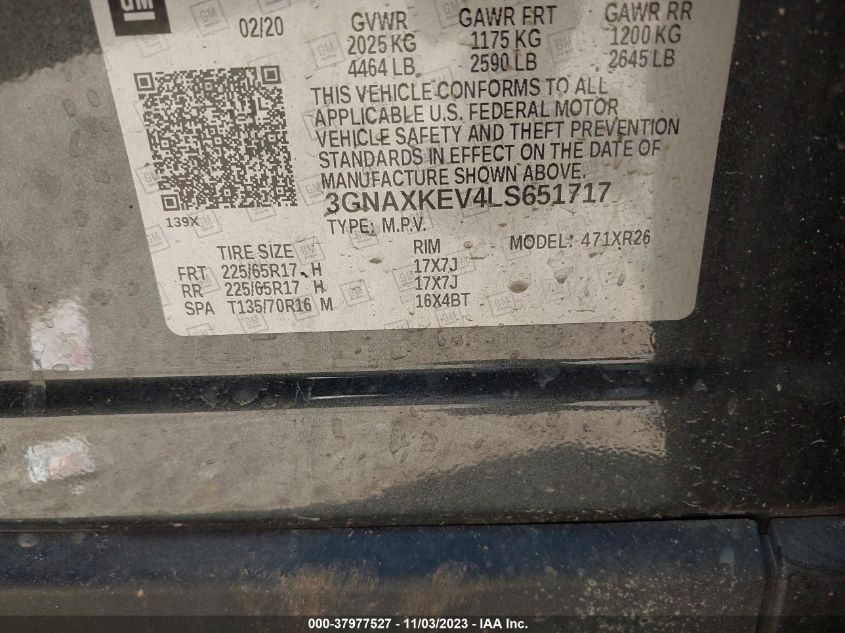 GM
02/20
GVWR GAWR FRT GAWR RR
2025 KG 1175 KG 1200 KG
4464 LB 2590 LB 2645 LB
THIS VEHICLE CONFORMS TO ALL
APPLICABLE U.S. FEDERAL MOTOR
VEHICLE SAFETY AND THEFT PREVENTION
STANDARDS IN EFFECT ON THE DATE OF
MANUFACTURE SHOWN ABOVE.
3GNAXKEV4LS651717
139X
TYPE: M.P.V.
TIRE SIZE RIM MODEL: 471XR26
FRT 225/65R17 H 17X7J
RR 225/65R17 H 17X7J
SPA T135/70R16 M 16X4BT
000-37977527 - 11/03/2023 - IAA Inc.